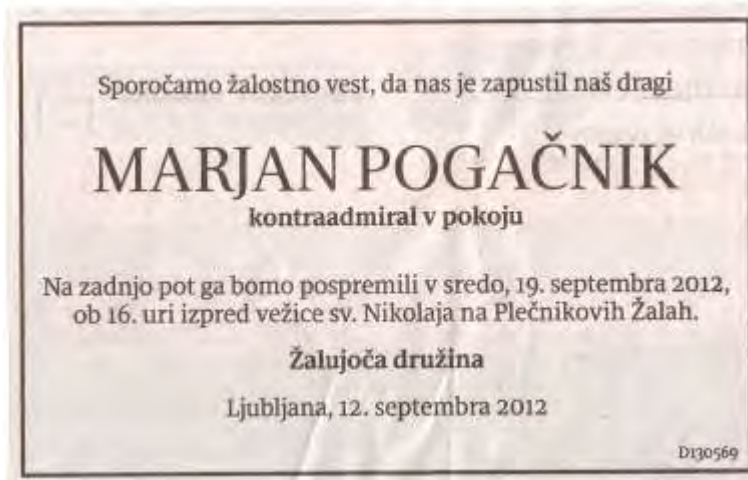 Sporočamo žalostno vest, da nas je zapustil naš dragi
MARJAN POGAČNIK
kontraadmiral v pokoju
Na zadnjo pot ga bomo pospremili v sredo, 19. septembra 2012,
ob 16. uri izpred vežice sv. Nikolaja na Plečnikovih Žalah.
Žalujoča družina
Ljubljana, 12. septembra 2012
D130569